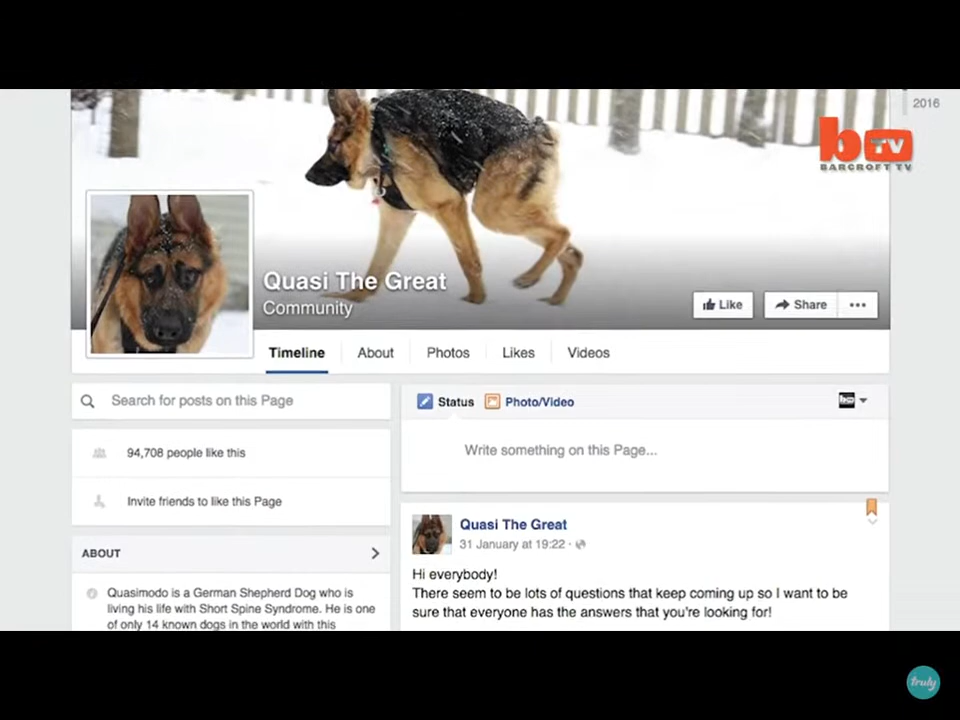 2016
b TV
BARCROFT TV
Quasi The Great
Community
Like
Share
Timeline
About
Photos
Likes
Videos
Search for posts on this Page
Status
Photo/Video
Write something on this Page...
94,708 people like this
Invite friends to like this Page
ABOUT
Quasimodo is a German Shepherd Dog who is
living his life with Short Spine Syndrome. He is one
of only 14 known dogs in the world with this
Quasi The Great
31 January at 19:22 ·
Hi everybody!
There seem to be lots of questions that keep coming up so I want to be
sure that everyone has the answers that you're looking for!
truly